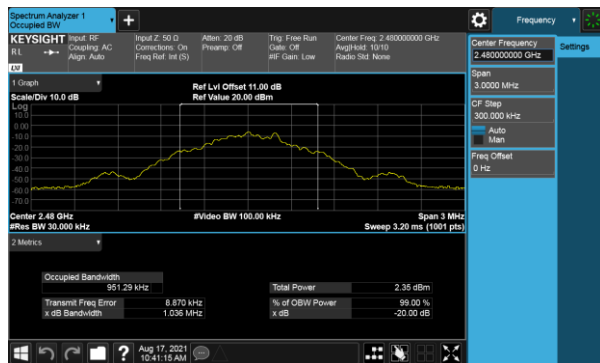 Spectrum Analyzer 1
Occupied BW
+
Frequency
KEYSIGHT
RL
Input: RF
Coupling: AC
Align: Auto
Input Z: 50 Ω
Corrections: On
Freq Ref: Int (S)
Atten: 20 dB
Preamp: Off
Trig: Free Run
Gate: Off
#IF Gain: Low
Center Freq: 2.480000000 GHz
Avg|Hold: 10/10
Radio Std: None
Center Frequency
2.480000000 GHz
Settings
Span
3.0000 MHz
CF Step
300.000 kHz
Auto
Man
Freq Offset
0 Hz
1 Graph
Scale/Div 10.0 dB
Ref Lvl Offset 11.00 dB
Ref Value 20.00 dBm
Log
10.0
0.00
-10.0
-20.0
-30.0
-40.0
-50.0
-60.0
-70.0
Center 2.48 GHz
#Video BW 100.00 kHz
Span 3 MHz
#Res BW 30.000 kHz
Sweep 3.20 ms (1001 pts)
2 Metrics
Occupied Bandwidth
951.29 kHz
Total Power 2.35 dBm
Transmit Freq Error 8.870 kHz
% of OBW Power 99.00 %
x dB Bandwidth 1.036 MHz
x dB -20.00 dB
?
Aug 17, 2021
10:41:15 AM